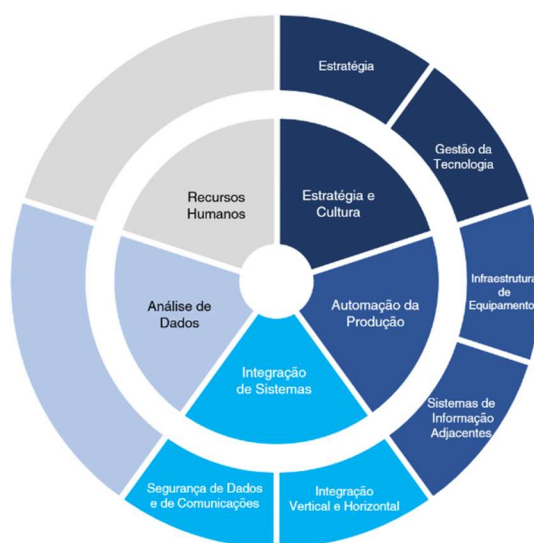 Estratégia
Gestão da
Tecnologia
Recursos
Humanos
Estratégia e
Cultura
Infraestrutura
de
Equipamento
Análise de
Dados
Automação da
Produção
Integração
de Sistemas
Sistemas de
Informação
Adjacentes
Segurança de Dados
e de Comunicações
Integração
Vertical e Horizontal